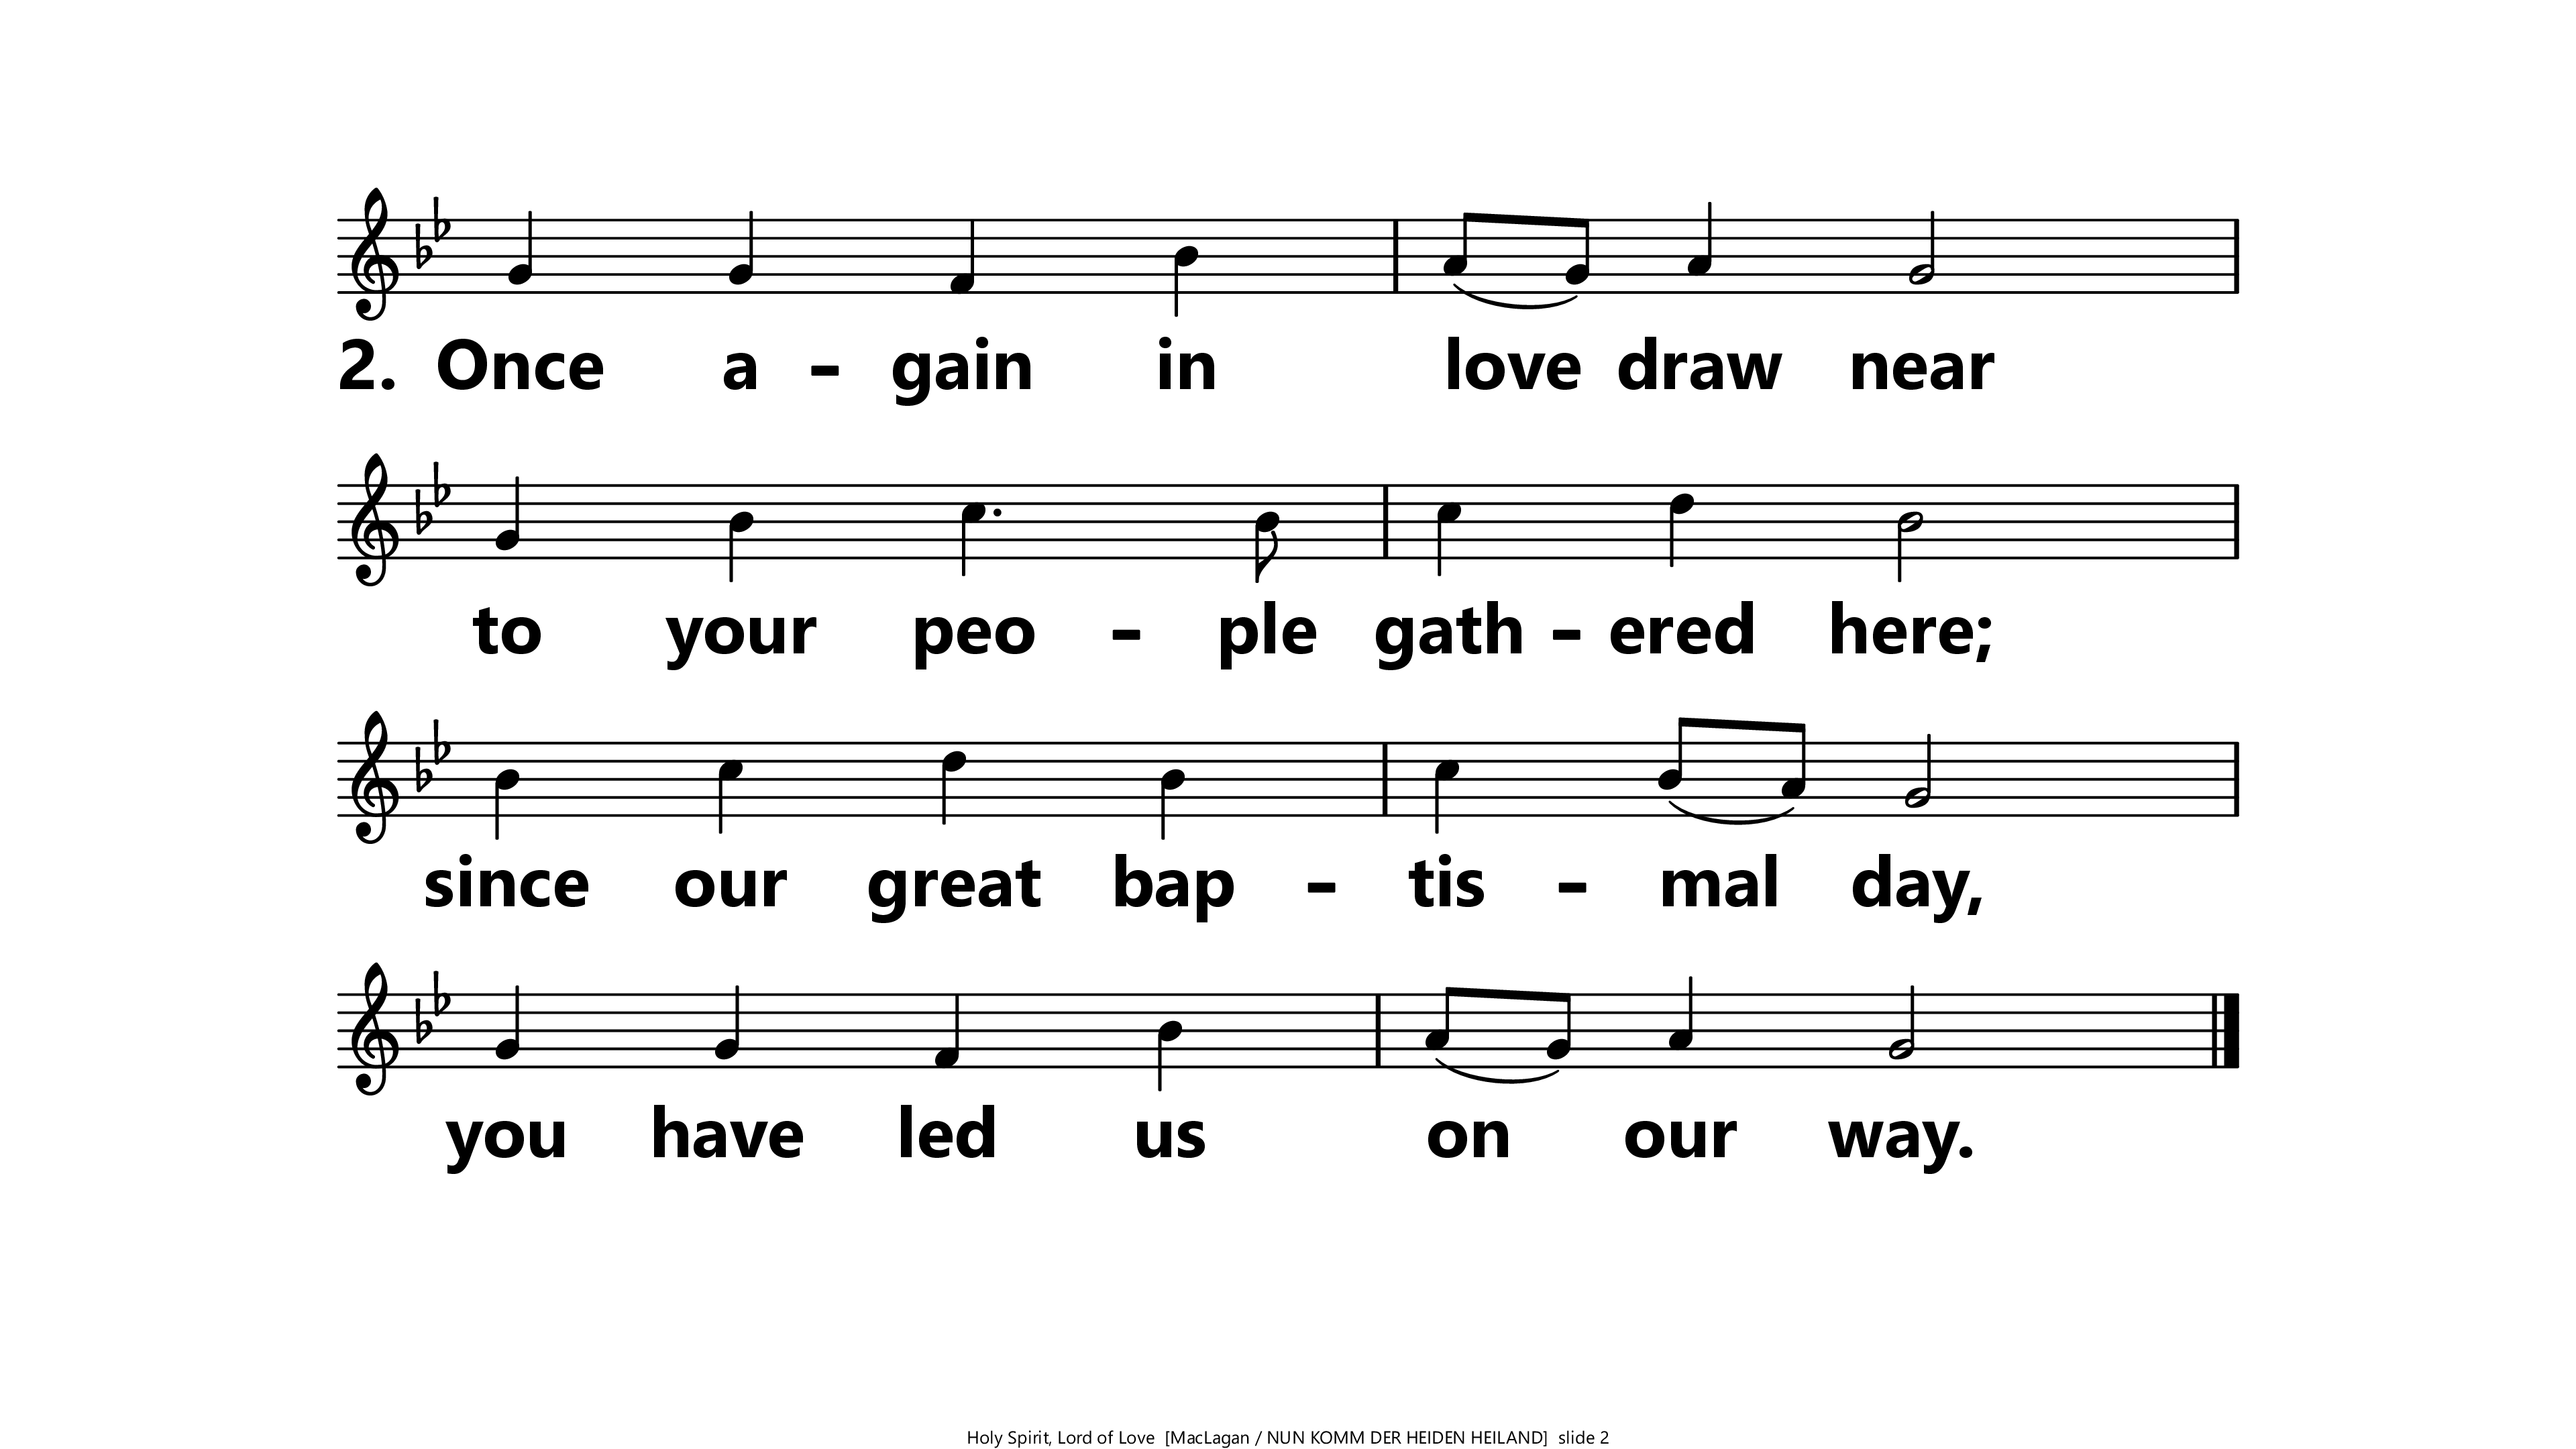 2. Once a - gain in love draw near
to your peo - ple gath - ered here;
since our great bap - tis - mal day,
you have led us on our way.
Holy Spirit, Lord of Love [MacLagan / NUN KOMM DER HEIDEN HEILAND] slide 2